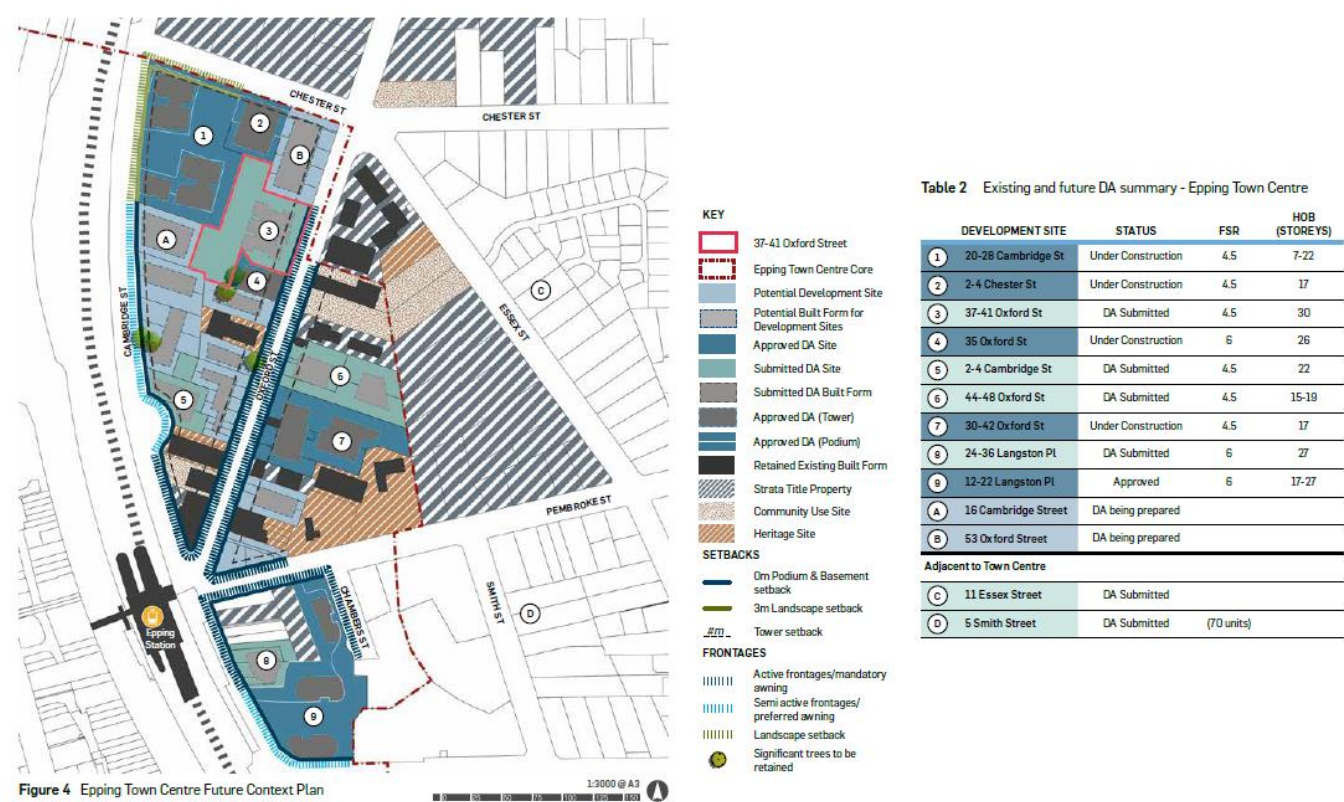 CHESTER ST
CHESTER ST
1
2
B
3
A
4
C
CAMBRIDGE ST
OXFORD ST
ESSEX ST
6
5
7
PEMBROKE ST
CHAMBERS ST
SMITH ST
D
Epping
Station
8
9
Figure 4 Epping Town Centre Future Context Plan
1:3000 @ A3
0 25 50 75 100 125 150
KEY
37-41 Oxford Street
Epping Town Centre Core
Potential Development Site
Potential Built Form for
Development Sites
Approved DA Site
Submitted DA Site
Submitted DA Built Form
Approved DA (Tower)
Approved DA (Podium)
Retained Existing Built Form
Strata Title Property
Community Use Site
Heritage Site
SETBACKS
0m Podium & Basement
setback
3m Landscape setback
#m Tower setback
FRONTAGES
Active frontages/mandatory
awning
Semi active frontages/
preferred awning
Landscape setback
Significant trees to be
retained
Table 2 Existing and future DA summary - Epping Town Centre
DEVELOPMENT SITE STATUS FSR HOB (STOREYS)
1 20-28 Cambridge St Under Construction 4.5 7-22
2 2-4 Chester St Under Construction 4.5 17
3 37-41 Oxford St DA Submitted 4.5 30
4 35 Oxford St Under Construction 6 26
5 2-4 Cambridge St DA Submitted 4.5 22
6 44-48 Oxford St DA Submitted 4.5 15-19
7 30-42 Oxford St Under Construction 4.5 17
8 24-36 Langston Pl DA Submitted 6 27
9 12-22 Langston Pl Approved 6 17-27
A 16 Cambridge Street DA being prepared
B 53 Oxford Street DA being prepared
Adjacent to Town Centre
C 11 Essex Street DA Submitted
D 5 Smith Street DA Submitted (70 units)